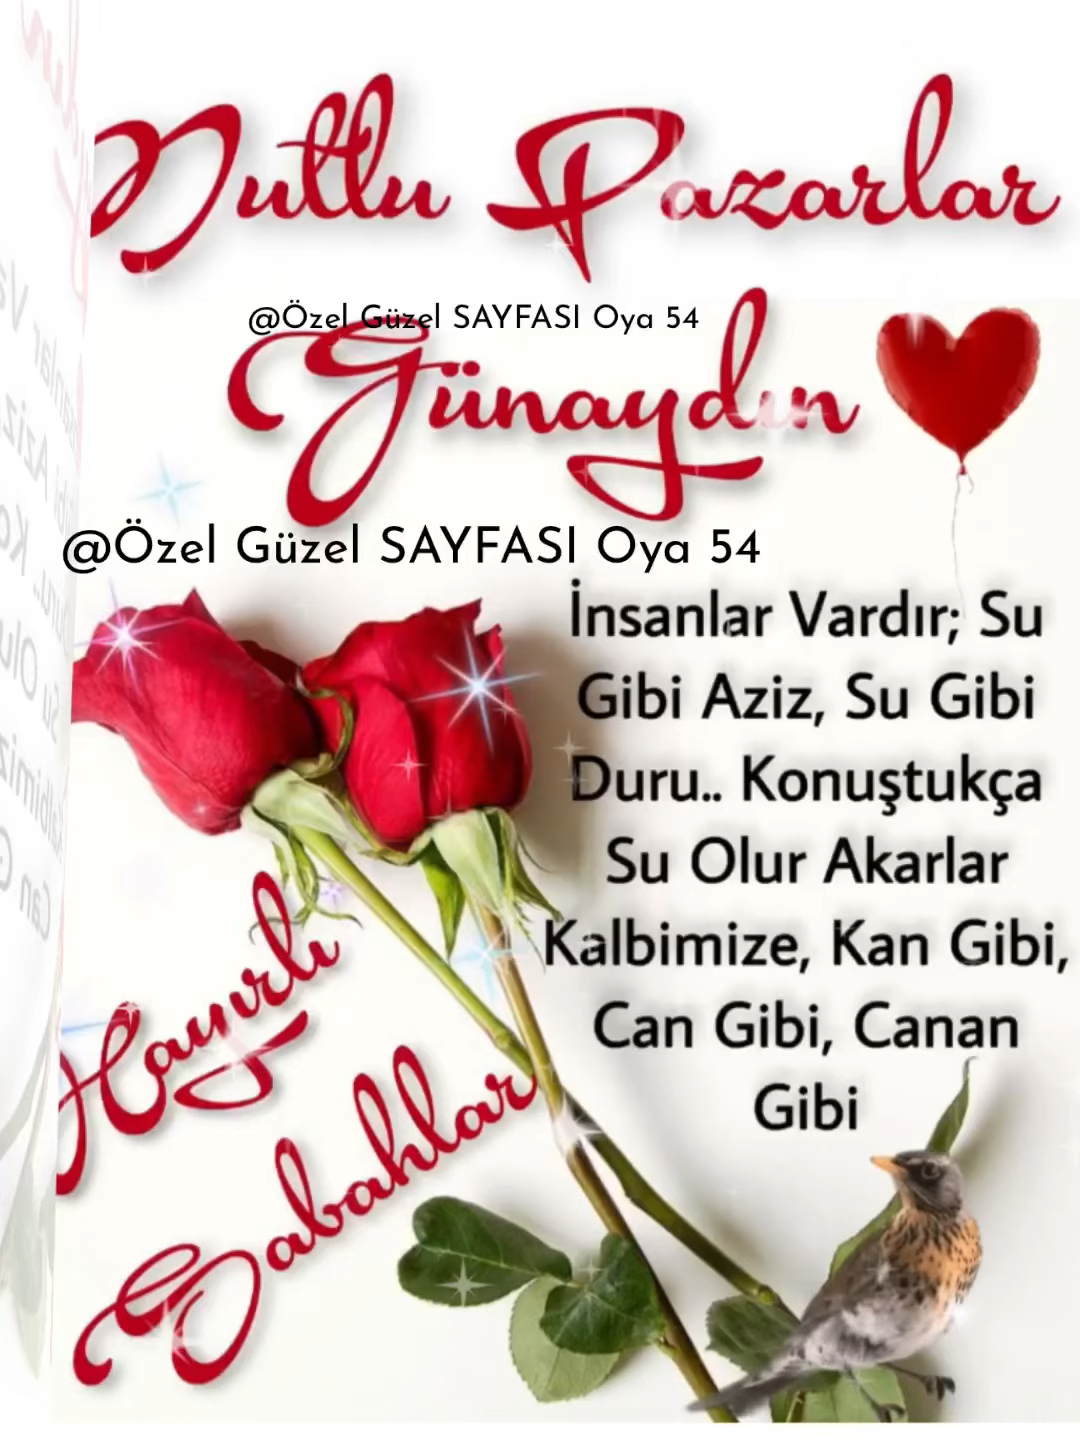 Mutlu Pazarlar
@Özel Güzel SAYFASI Oya 54
Günaydın
@Özel Güzel SAYFASI Oya 54
İnsanlar Vardır; Su
Gibi Aziz, Su Gibi
Duru.. Konuştukça
Su Olur Akarlar
Kalbimize, Kan Gibi,
Can Gibi, Canan
Gibi
Hayırlı
Sabahlar